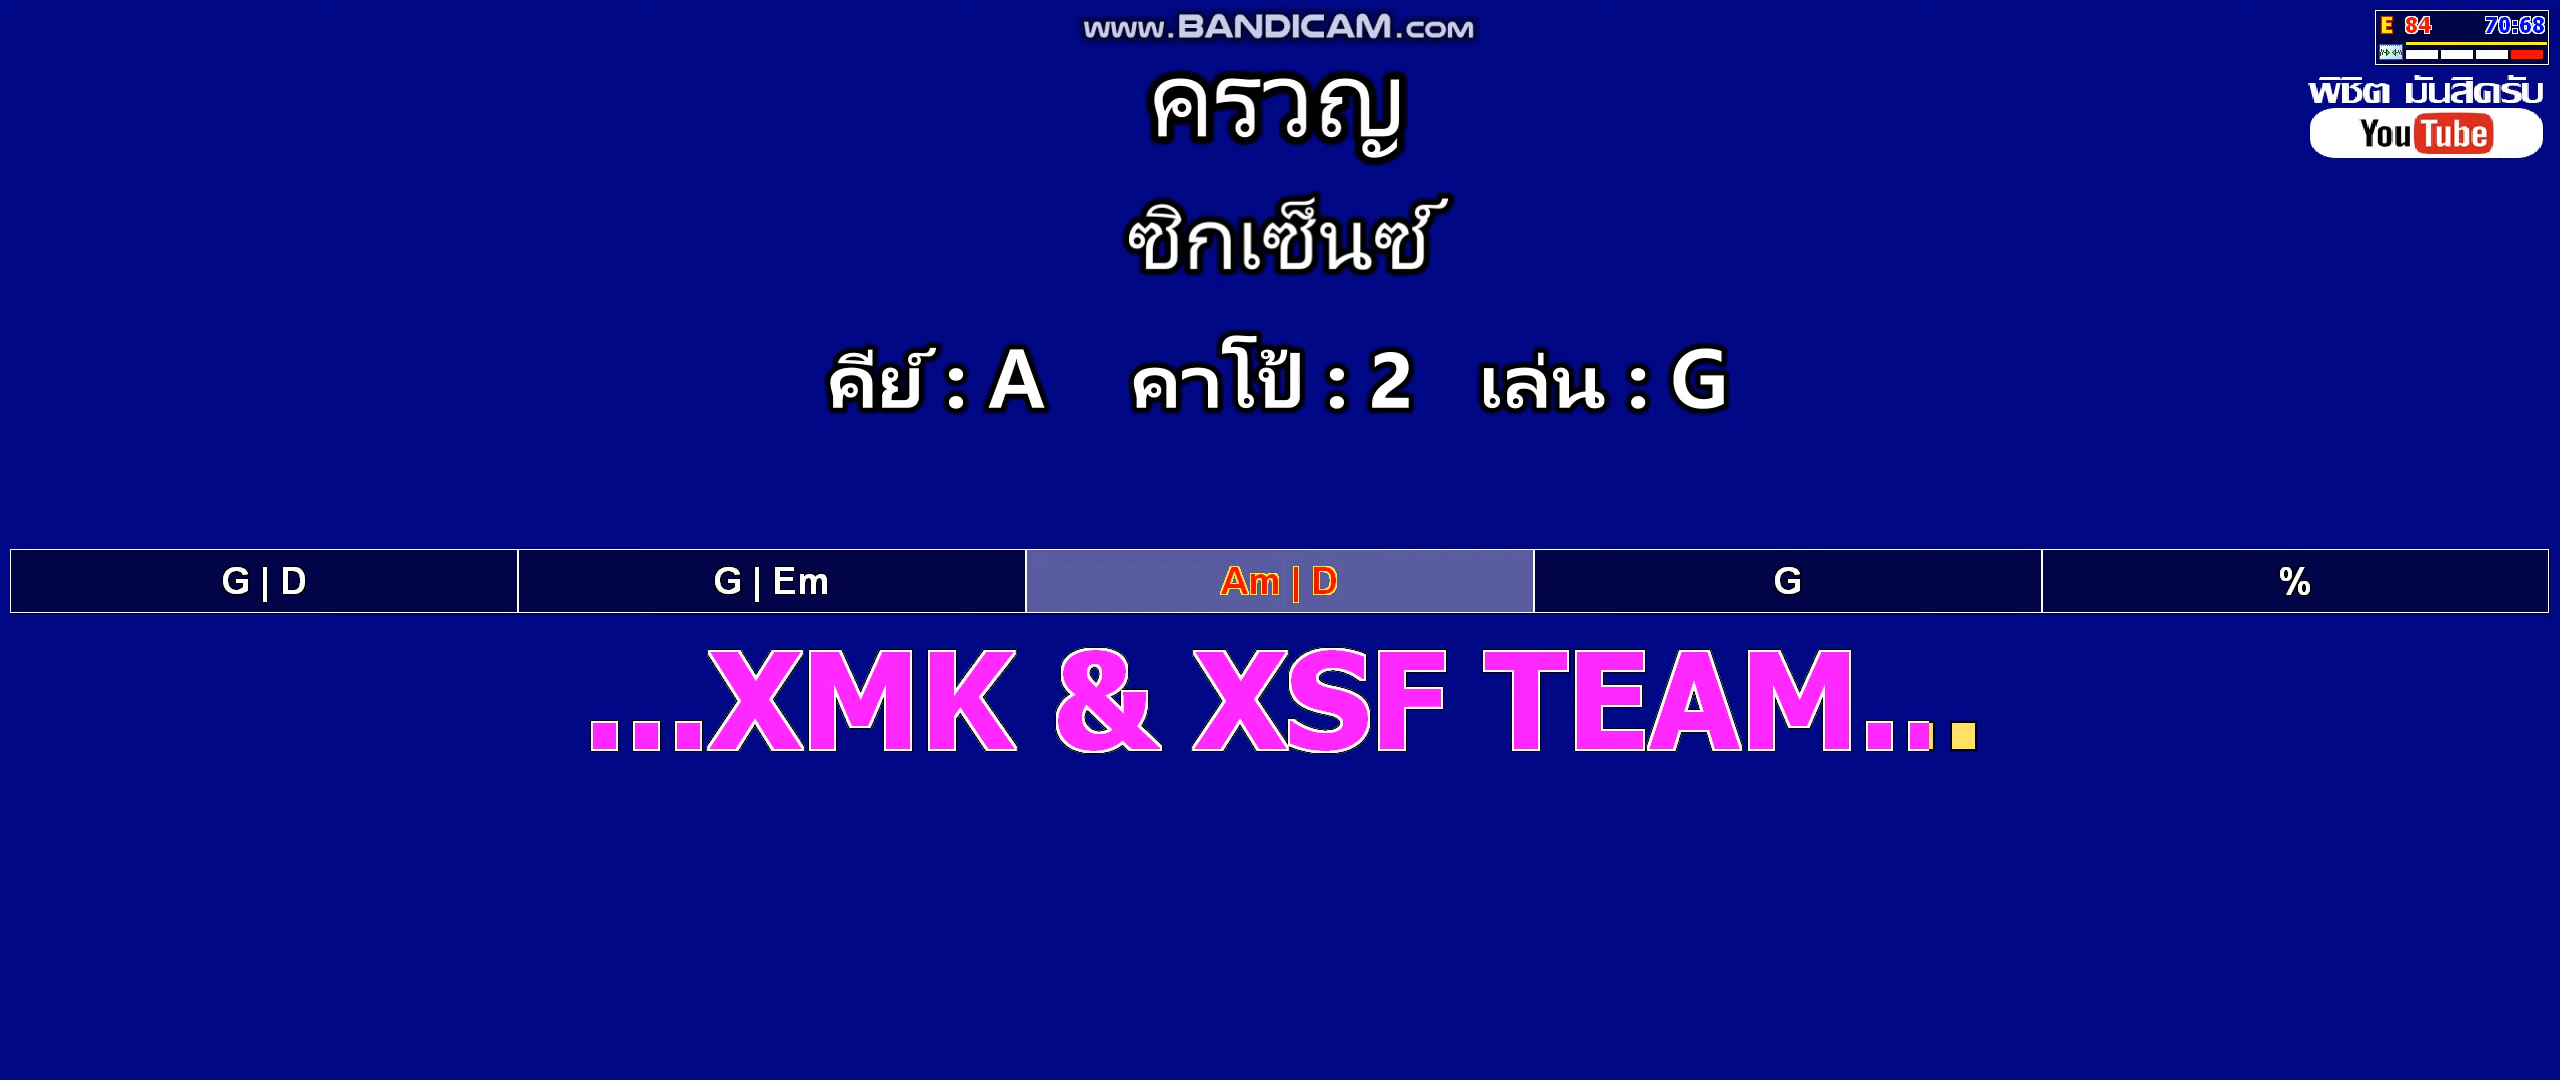 www.BANDICAM.com
E 84 70:68
พิชิต มันสิครับ
YouTube
ครวญ
ซิกเซ็นซ์
คีย์ : A คาโป้ : 2 เล่น : G
G | D G | Em Am | D G %
...XMK & XSF TEAM...